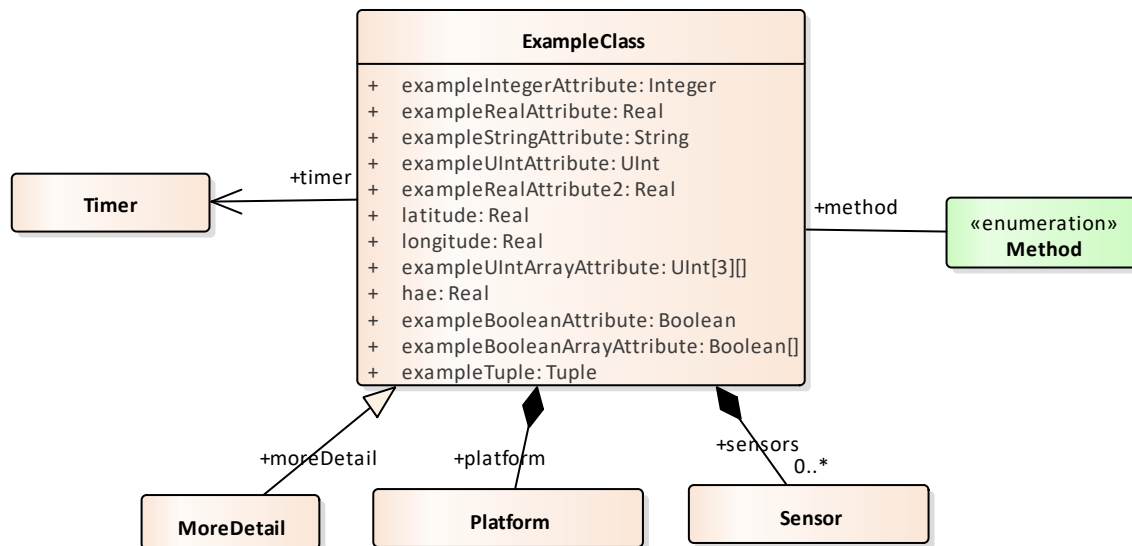 ExampleClass
+ exampleIntegerAttribute: Integer
+ exampleRealAttribute: Real
+ exampleStringAttribute: String
+ exampleUIntAttribute: UInt
+ exampleRealAttribute2: Real
+ latitude: Real
+ longitude: Real
+ exampleUIntArrayAttribute: UInt[3][]
+ hae: Real
+ exampleBooleanAttribute: Boolean
+ exampleBooleanArrayAttribute: Boolean[]
+ exampleTuple: Tuple
+timer
Timer
+method
«enumeration»
Method
+moreDetail
+platform
+sensors
0..*
MoreDetail
Platform
Sensor